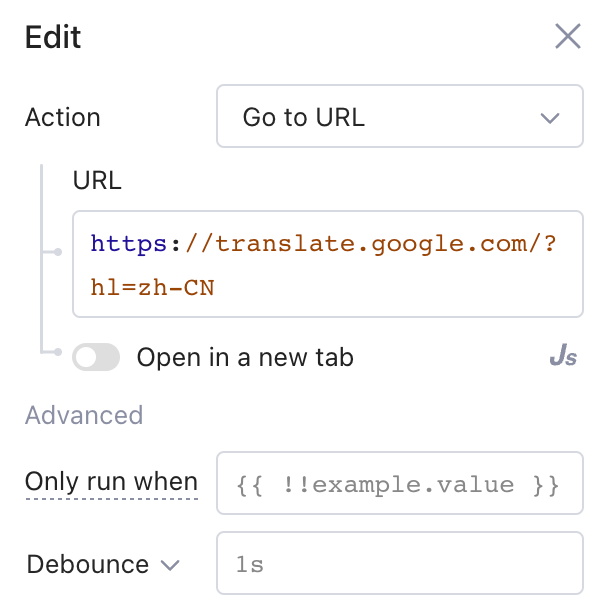 Edit
Action
Go to URL
URL
https://translate.google.com/?
hl=zh-CN
Open in a new tab
Js
Advanced
Only run when
{{ !!example.value }}
Debounce
1s